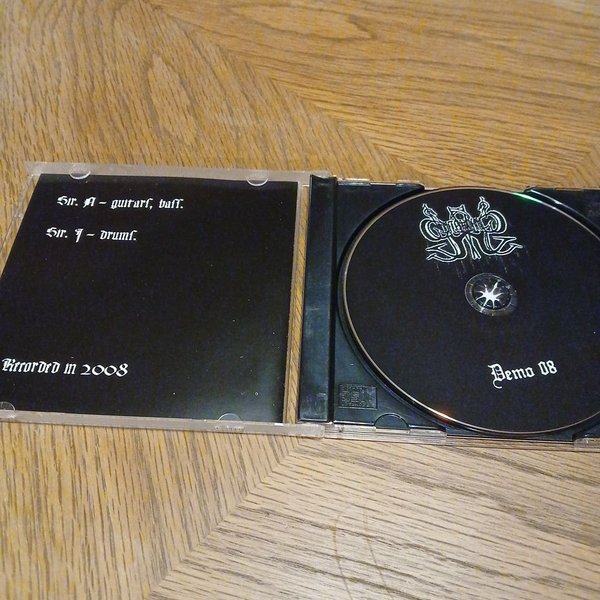 Sir. A – guitars, bass.
Sir. J – drums.
Recorded in 2008
Demo 08